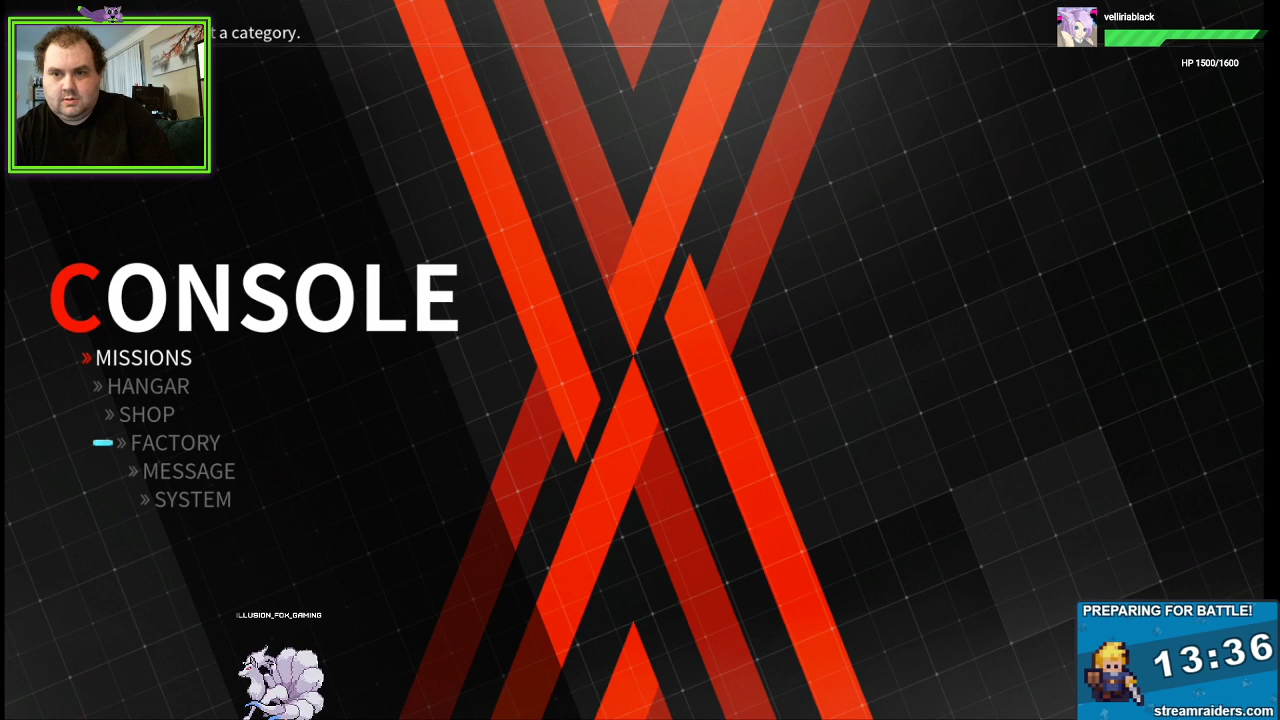 t a category.
velliriablack
HP 1500/1600
CONSOLE
» MISSIONS
» HANGAR
» SHOP
» FACTORY
» MESSAGE
» SYSTEM
ILLUSION_FOX_GAMING
PREPARING FOR BATTLE!
13:36
streamraiders.com